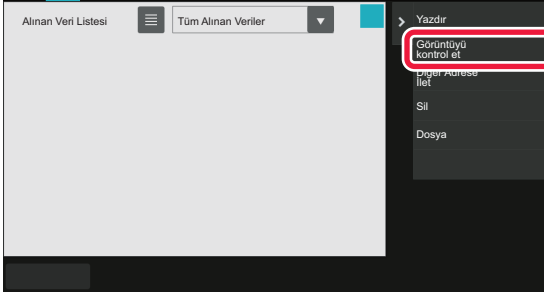 Alınan Veri Listesi
Tüm Alınan Veriler
Yazdır
Görüntüyü
kontrol et
Diğer Adrese
İlet
Sil
Dosya